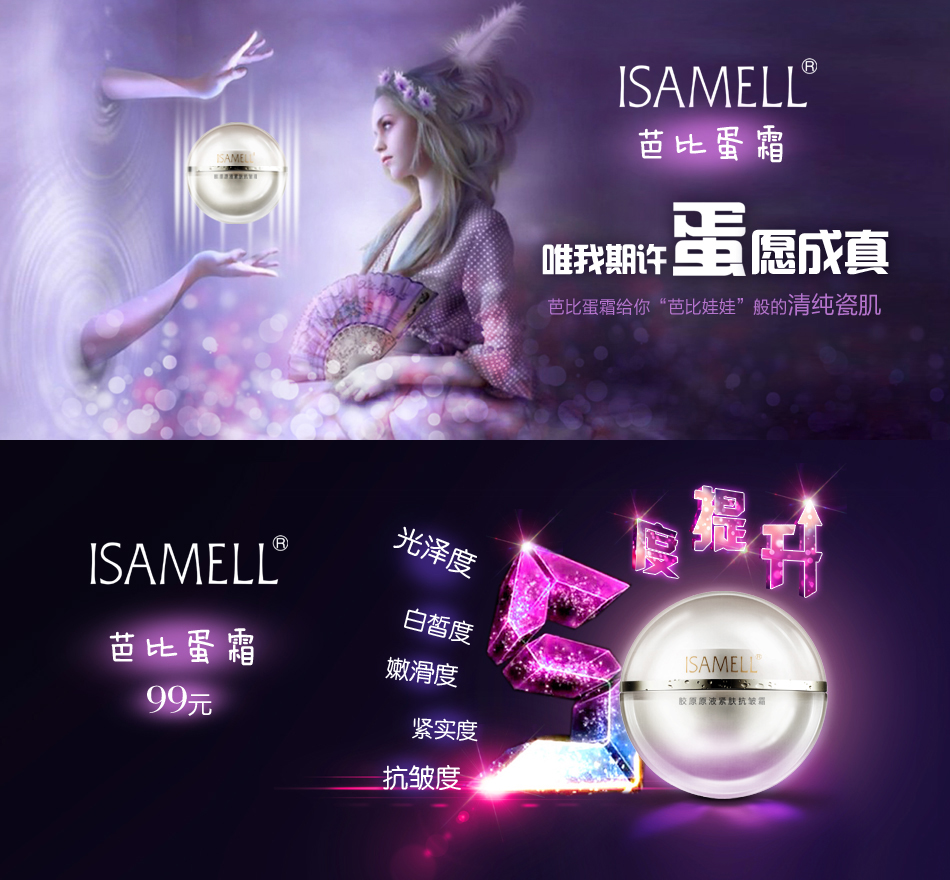 ISAMELL®
芭比蛋霜
ISAMELL
唯我期许蛋愿成真
芭比蛋霜给你“芭比娃娃”般的清纯瓷肌
5度提升
ISAMELL®
光泽度
芭比蛋霜
白皙度
嫩滑度
99元
紧实度
抗皱度
ISAMELL®
胶原原液紧肤抗皱霜